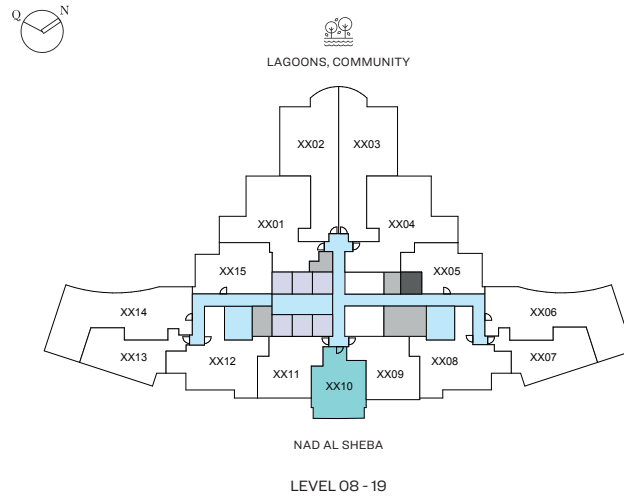 Q N
LAGOONS, COMMUNITY
XX02 XX03
XX01 XX04
XX15 XX05
XX14 XX06
XX13 XX12 XX11 XX10 XX09 XX08 XX07
NAD AL SHEBA
LEVEL 08 - 19